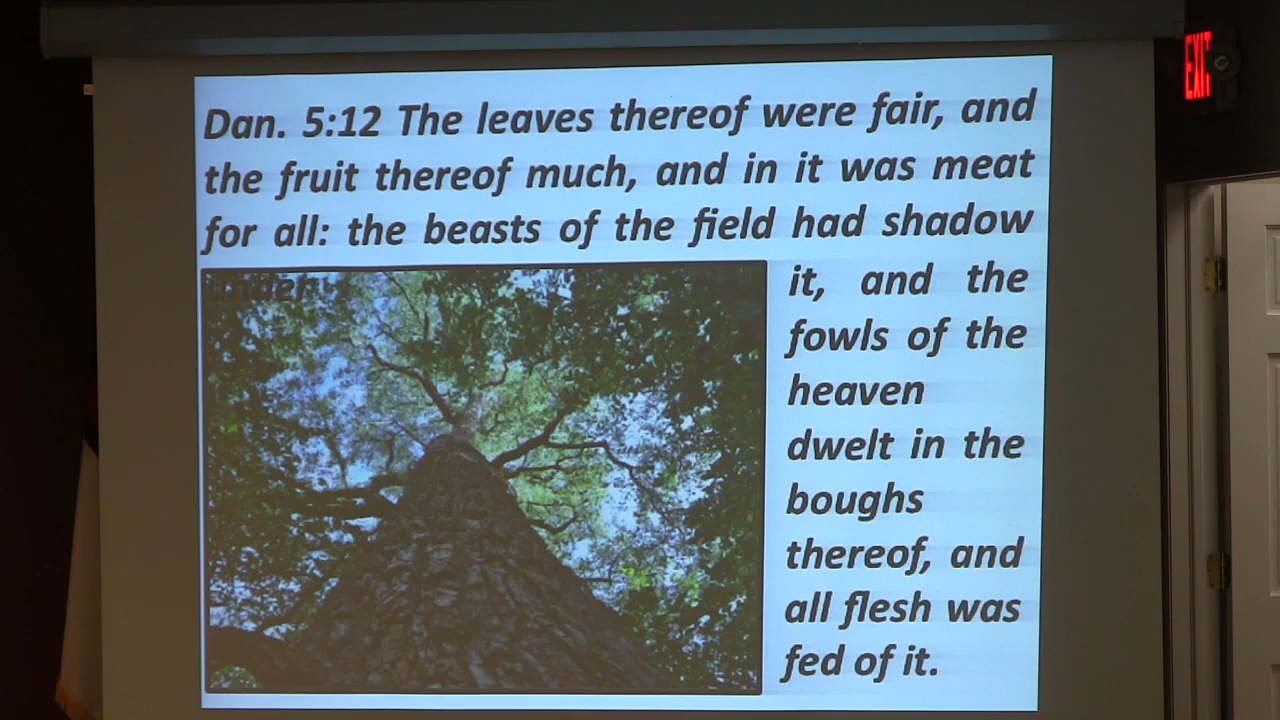 Dan. 5:12 The leaves thereof were fair, and
the fruit thereof much, and in it was meat
for all: the beasts of the field had shadow
under
it, and the
fowls of the
heaven
dwelt in the
boughs
thereof, and
all flesh was
fed of it.
EXIT